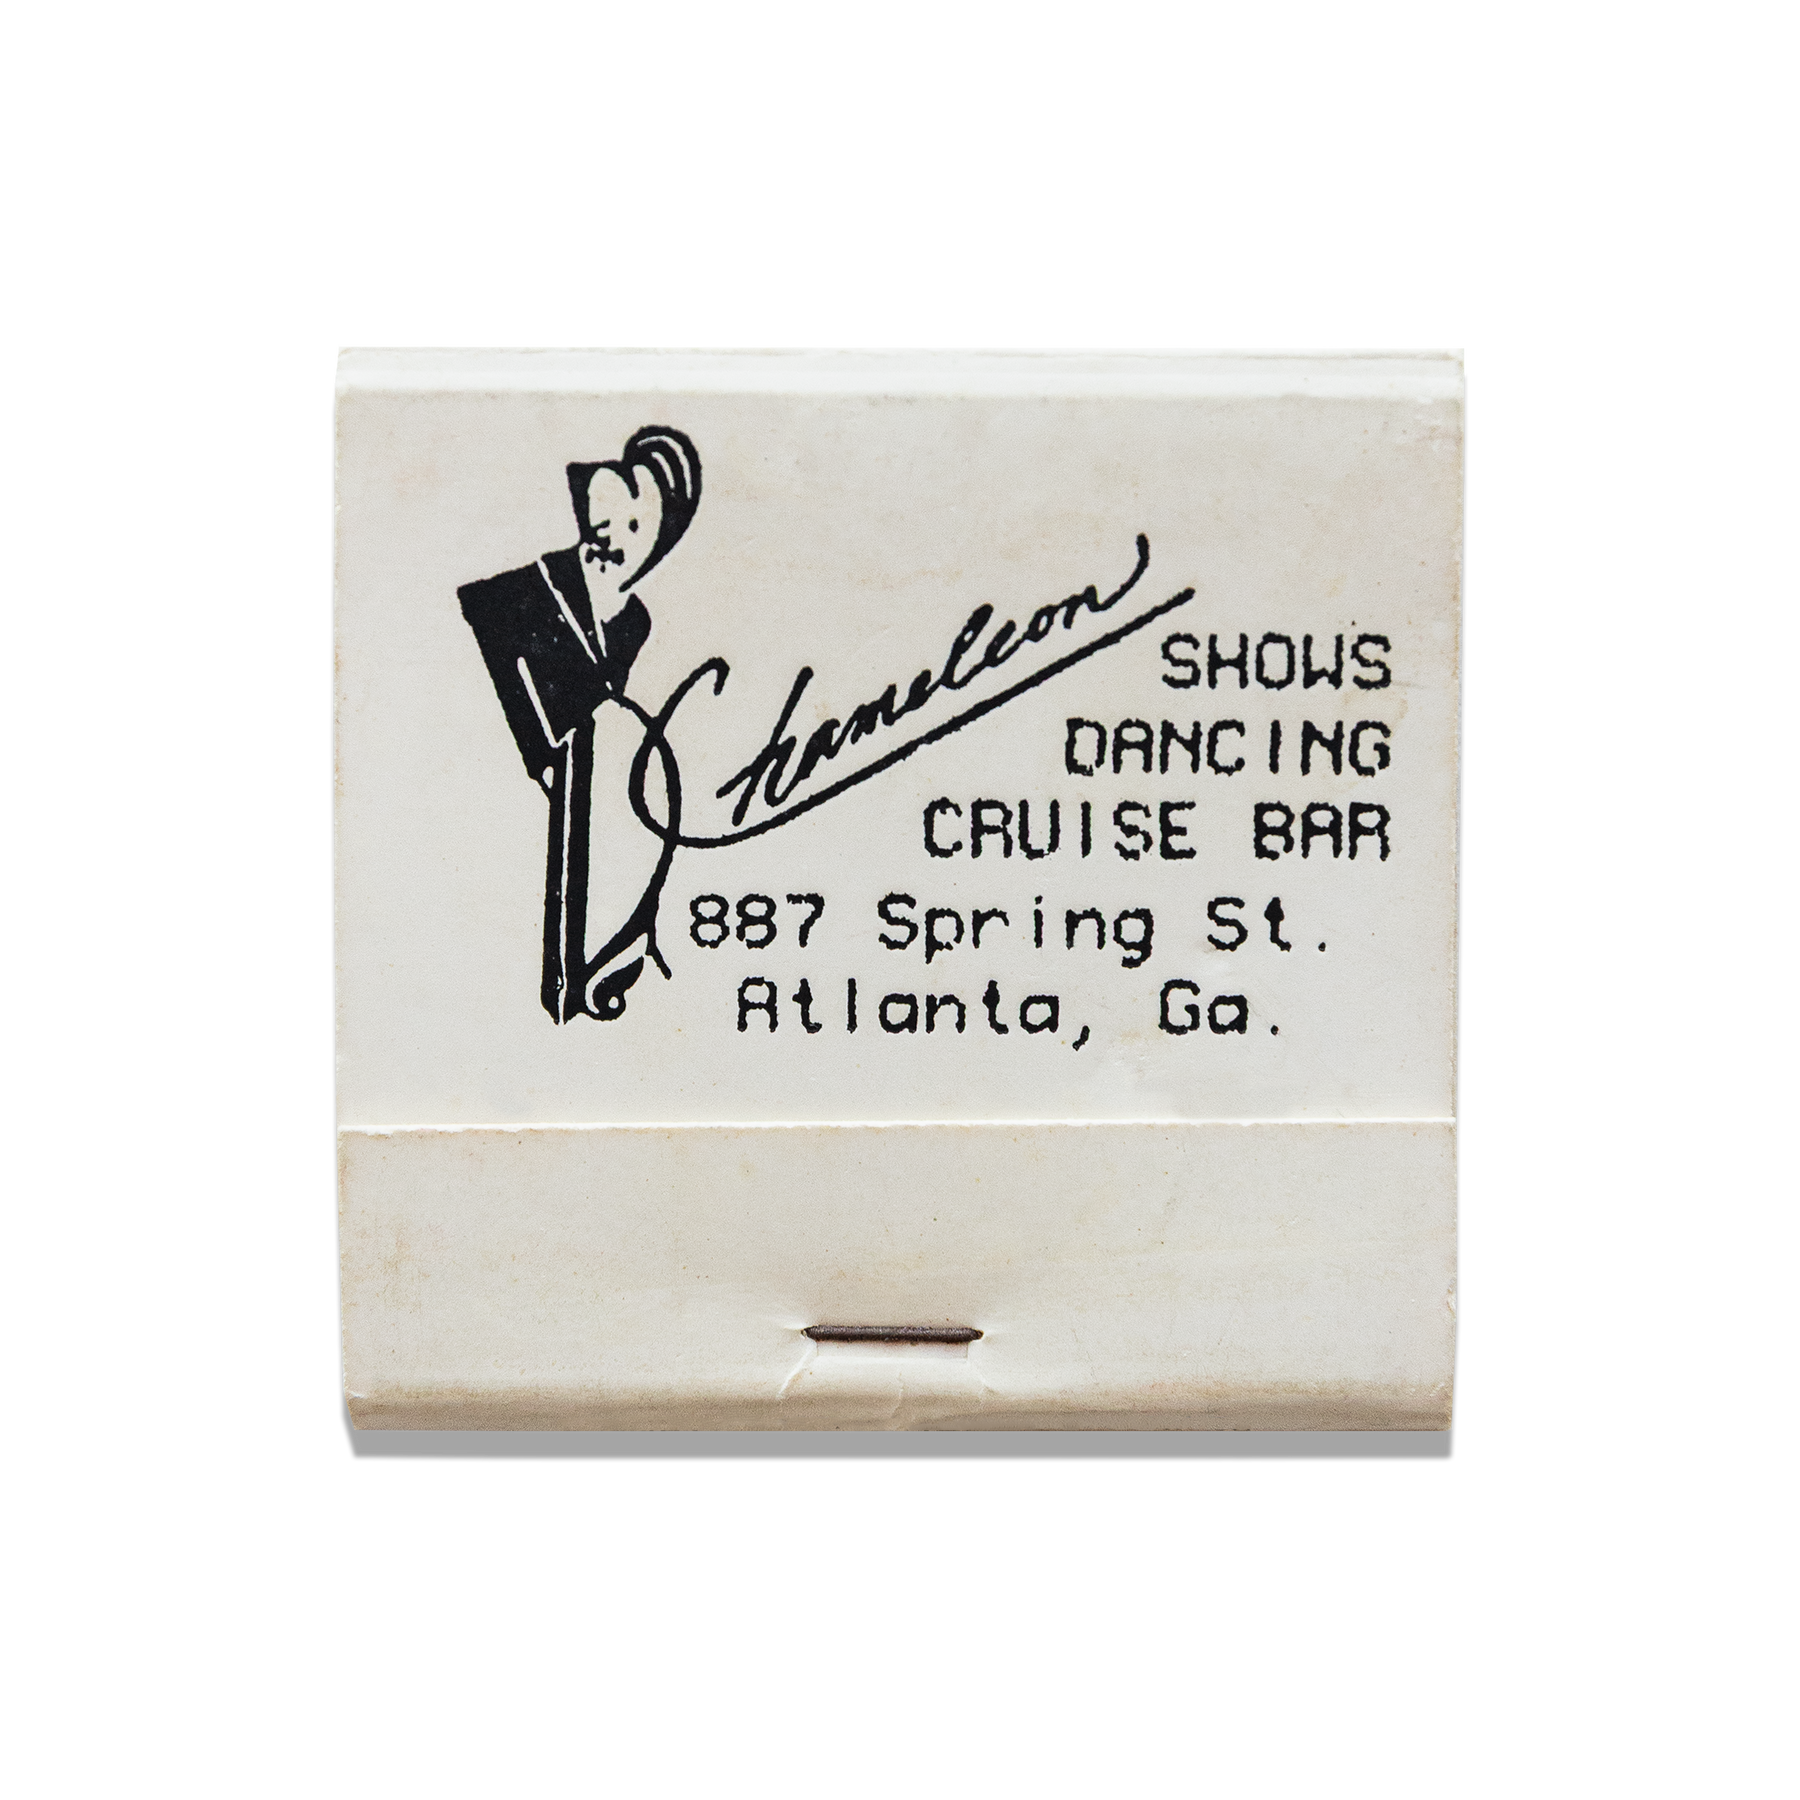 Chameleon
SHOWS
DANCING
CRUISE BAR
887 Spring St.
Atlanta, Ga.